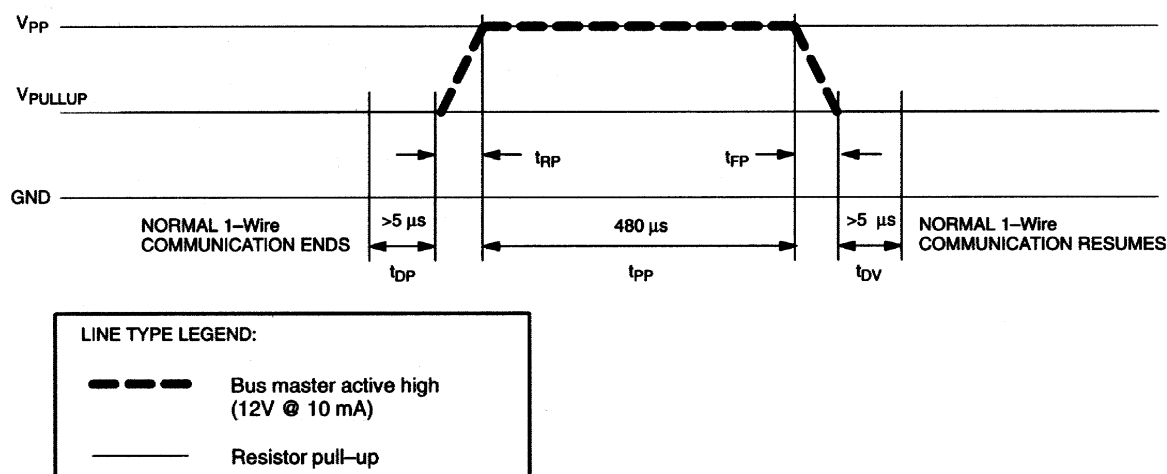 VPP
VPULLUP
tRP
tFP
GND
NORMAL 1–Wire
COMMUNICATION ENDS
>5 µs
480 µs
>5 µs
NORMAL 1–Wire
COMMUNICATION RESUMES
tDP
tPP
tDV
LINE TYPE LEGEND:
Bus master active high
(12V @ 10 mA)
Resistor pull–up